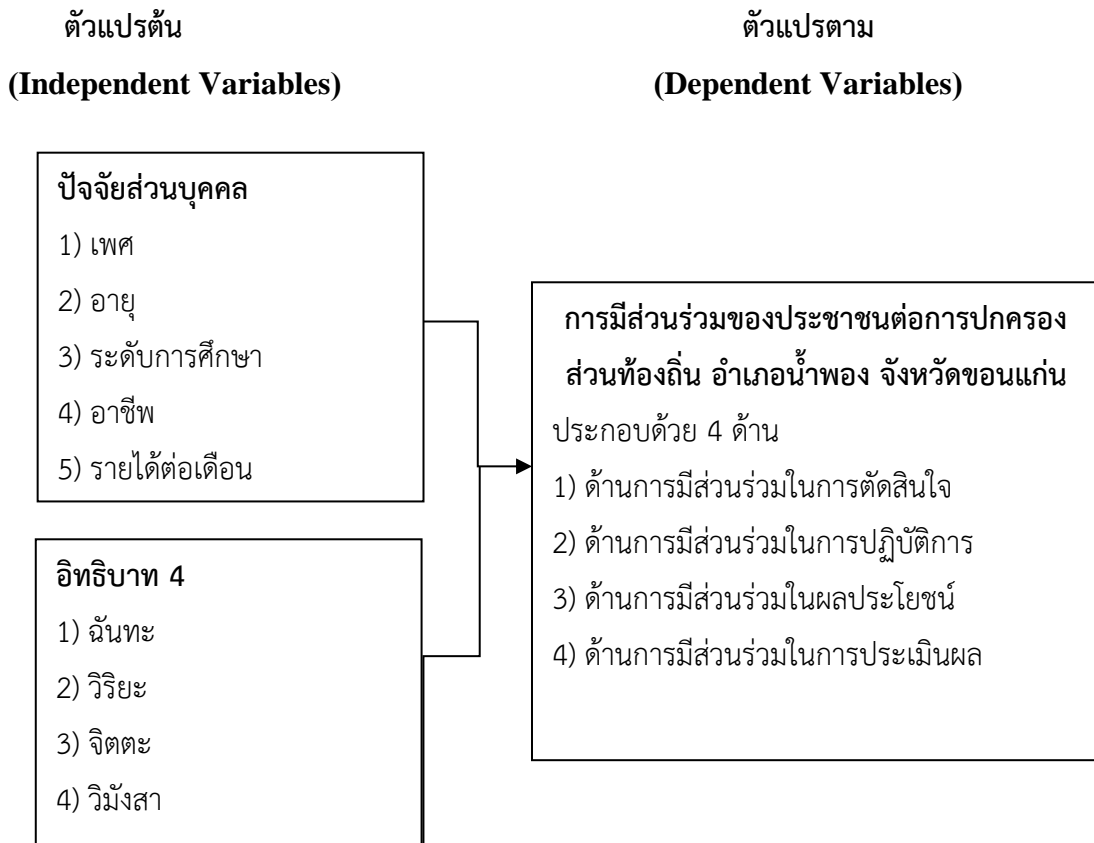 ตัวแปรต้น
(Independent Variables)
ตัวแปรตาม
(Dependent Variables)
ปัจจัยส่วนบุคคล
1) เพศ
2) อายุ
3) ระดับการศึกษา
4) อาชีพ
5) รายได้ต่อเดือน
อิทธิบาท 4
1) ฉันทะ
2) วิริยะ
3) จิตตะ
4) วิมังสา
การมีส่วนร่วมของประชาชนต่อการปกครอง
ส่วนท้องถิ่น อำเภอน้ำพอง จังหวัดขอนแก่น
ประกอบด้วย 4 ด้าน
1) ด้านการมีส่วนร่วมในการตัดสินใจ
2) ด้านการมีส่วนร่วมในการปฏิบัติการ
3) ด้านการมีส่วนร่วมในผลประโยชน์
4) ด้านการมีส่วนร่วมในการประเมินผล